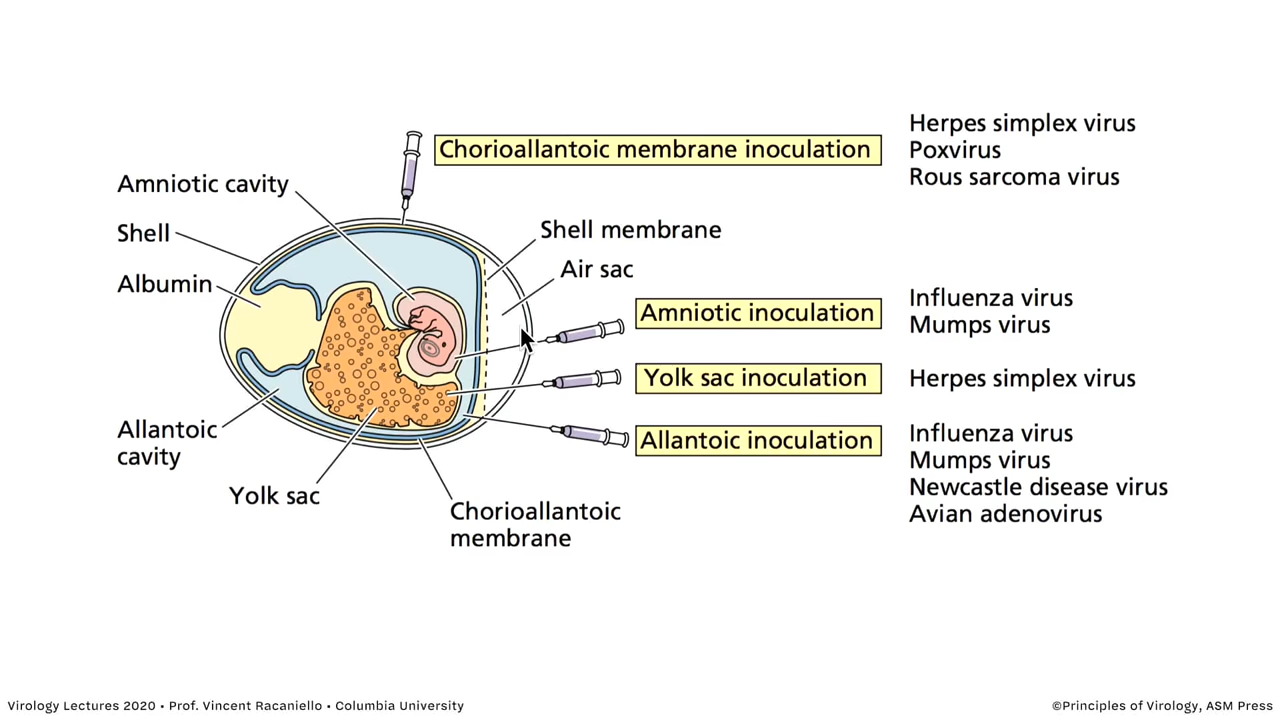 Herpes simplex virus
Chorioallantoic membrane inoculation
Poxvirus
Rous sarcoma virus
Amniotic cavity
Shell
Shell membrane
Air sac
Albumin
Influenza virus
Amniotic inoculation
Mumps virus
Yolk sac inoculation
Herpes simplex virus
Allantoic
cavity
Allantoic inoculation
Influenza virus
Mumps virus
Newcastle disease virus
Avian adenovirus
Yolk sac
Chorioallantoic
membrane
Virology Lectures 2020 • Prof. Vincent Racaniello • Columbia University
©Principles of Virology, ASM Press